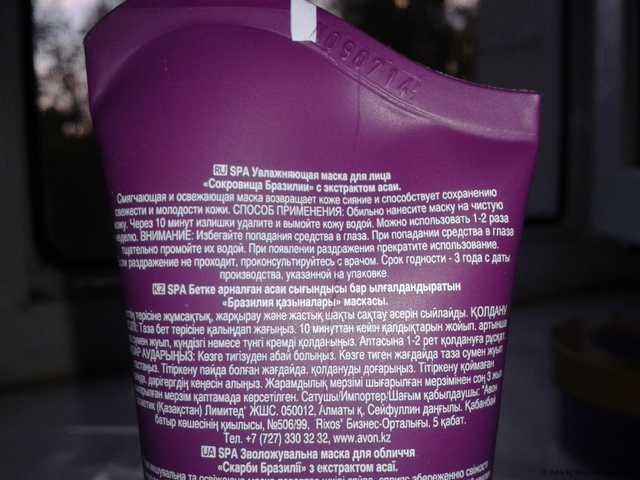 090714
RU SPA Увлажняющая маска для лица
«Сокровища Бразилии» с экстрактом асаи.
Смягчающая и освежающая маска возвращает коже сияние и способствует сохранению
свежести и молодости кожи. СПОСОБ ПРИМЕНЕНИЯ: Обильно нанесите маску на чистую
кожу. Через 10 минут излишки удалите и вымойте кожу водой. Можно использовать 1-2 раза
неделю. ВНИМАНИЕ: Избегайте попадания средства в глаза. При попадании средства в глаза
тщательно промойте их водой. При появлении раздражения прекратите использование.
сли раздражение не проходит, проконсультируйтесь с врачом. Срок годности - 3 года с даты
производства, указанной на упаковке.
KZ SPA Бетке арналған асаи сығындысы бар ылғалдандыратын
«Бразилия қазыналары» маскасы.
терісіне жұмсақтық, жарқырау және жастық шақты сақтау әсерін сыйлайды. ҚОЛДАНУ
Таза бет терісіне қалыңдап жағыңыз. 10 минуттан кейін қалдықтарын жойып, артынша
сумен жуып, күндізгі немесе түнгі кремді қолданыңыз. Аптасына 1-2 рет қолдануға рұқсат.
АУДАРЫҢЫЗ: Көзге тигізуден абай болыңыз. Көзге тиген жағдайда таза сумен жуып
тастаңыз. Тітіркену пайда болған жағдайда, қолдануды доғарыңыз. Тітіркену қоймаған
дәрігердің кеңесін алыңыз. Жарамдылық мерзімі шығарылған мерзімінен соң 3 жыл
мерзім қаптамада көрсетілген. Сатушы/Импортер/Шағым қабылдаушы: "Авон
(Қазақстан) Лимитед" ЖШС. 050012, Алматы қ, Сейфуллин даңғылы. Қабанбай
батыр көшесінің қиылысы, №506/99, Rixos" Бизнес-Орталығы. 5 қабат.
Тел. +7 (727) 330 32 32, www.avon.kz
UA SPA Зволожувальна маска для обличчя
«Скарби Бразилії» з екстрактом асаї.